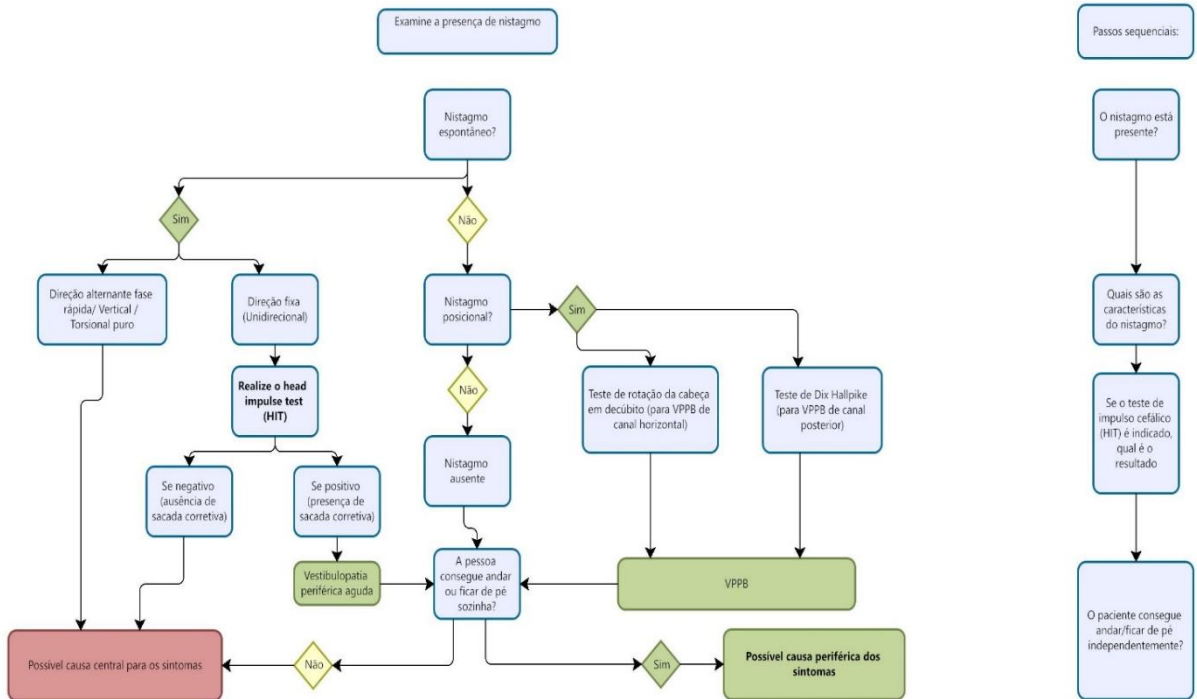 Examine a presença de nistagmo
Nistagmo
espontâneo?
Sim
Não
Direção alternante fase
rápida/ Vertical /
Torsional puro
Direção fixa
(Unidirecional)
Nistagmo
posicional?
Sim
Realize o head
impulse test
(HIT)
Não
Teste de rotação da cabeça
em decúbito (para VPPB de
canal horizontal)
Teste de Dix Hallpike
(para VPPB de canal
posterior)
Se negativo
(ausência de
sacada corretiva)
Se positivo
(presença de
sacada corretiva)
Nistagmo
ausente
Vestibulopatia
periférica aguda
A pessoa
consegue andar
ou ficar de pé
sozinha?
VPPB
Possível causa central para os sintomas
Não
Sim
Possível causa periférica dos
sintomas
Passos sequenciais:
O nistagmo está
presente?
Quais são as
características
do nistagmo?
Se o teste de
impulso cefálico
(HIT) é indicado,
qual é o
resultado
O paciente consegue
andar/ficar de pé
independentemente?